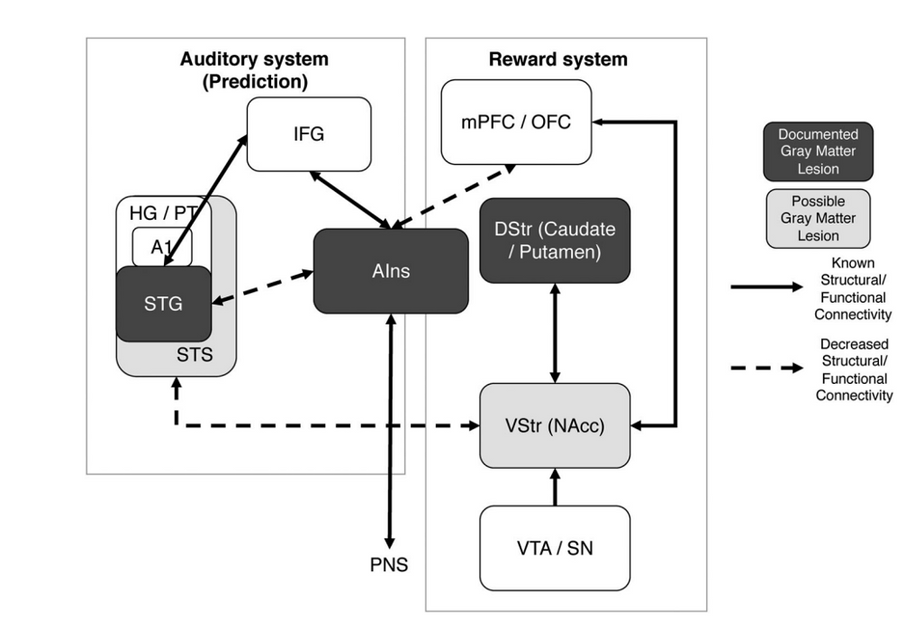 Auditory system
(Prediction)
IFG
HG / PT
A1
STG
STS
AIns
PNS
Reward system
mPFC / OFC
DStr (Caudate
/ Putamen)
VStr (NAcc)
VTA / SN
Documented
Gray Matter
Lesion
Possible
Gray Matter
Lesion
Known
Structural/
Functional
Connectivity
Decreased
Structural/
Functional
Connectivity